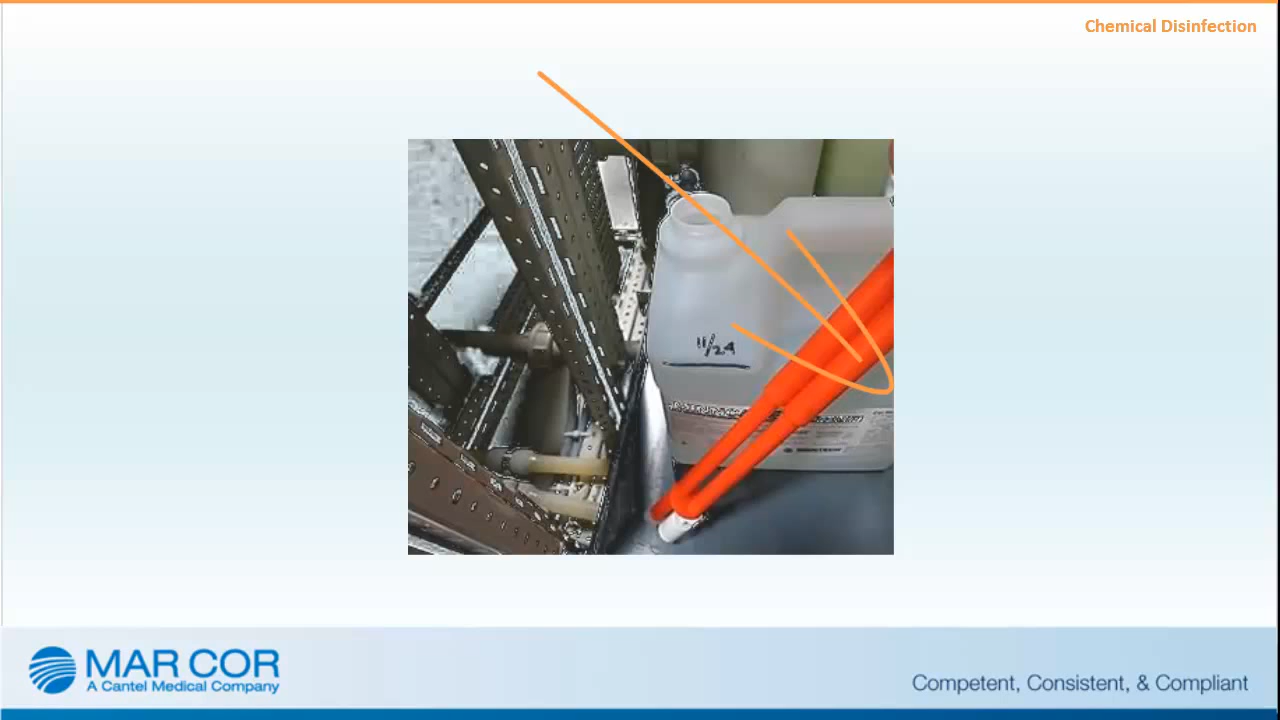 Chemical Disinfection
11/24
MAR COR
A Cantel Medical Company
Competent, Consistent, & Compliant